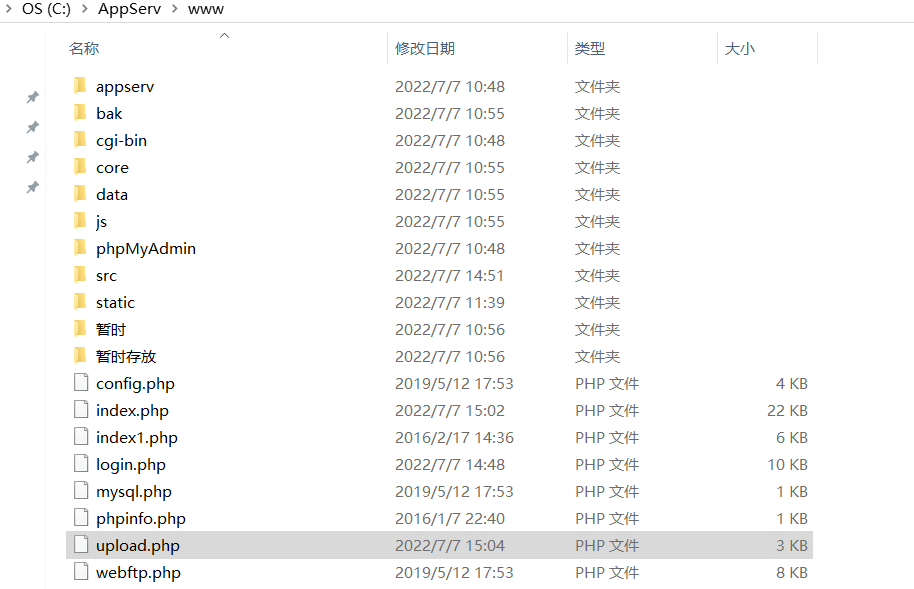 OS (C:) > AppServ > www
名称 修改日期 类型 大小
appserv 2022/7/7 10:48 文件夹
bak 2022/7/7 10:55 文件夹
cgi-bin 2022/7/7 10:48 文件夹
core 2022/7/7 10:55 文件夹
data 2022/7/7 10:55 文件夹
js 2022/7/7 10:55 文件夹
phpMyAdmin 2022/7/7 10:48 文件夹
src 2022/7/7 14:51 文件夹
static 2022/7/7 11:39 文件夹
暂时 2022/7/7 10:56 文件夹
暂时存放 2022/7/7 10:56 文件夹
config.php 2019/5/12 17:53 PHP 文件 4 KB
index.php 2022/7/7 15:02 PHP 文件 22 KB
index1.php 2016/2/17 14:36 PHP 文件 6 KB
login.php 2022/7/7 14:48 PHP 文件 10 KB
mysql.php 2019/5/12 17:53 PHP 文件 1 KB
phpinfo.php 2016/1/7 22:40 PHP 文件 1 KB
upload.php 2022/7/7 15:04 PHP 文件 3 KB
webftp.php 2019/5/12 17:53 PHP 文件 8 KB